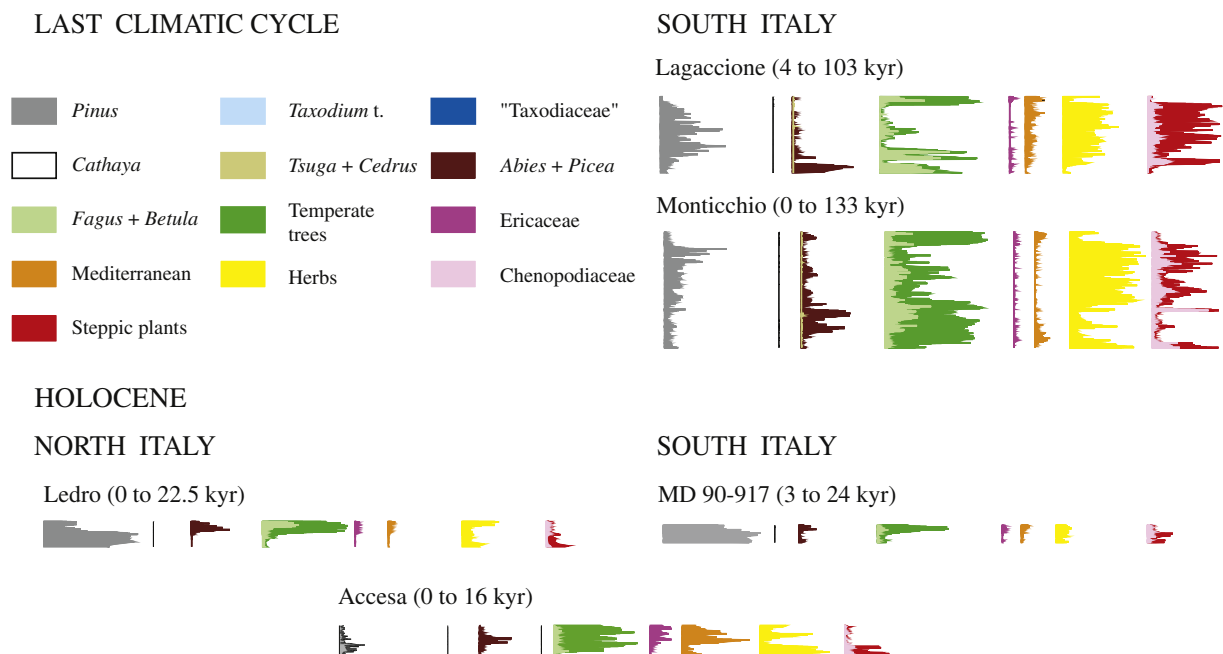 LAST CLIMATIC CYCLE
Pinus
Taxodium t.
"Taxodiaceae"
Cathaya
Tsuga + Cedrus
Abies + Picea
Fagus + Betula
Temperate
trees
Ericaceae
Mediterranean
Herbs
Chenopodiaceae
Steppic plants
SOUTH ITALY
Lagaccione (4 to 103 kyr)
Monticchio (0 to 133 kyr)
HOLOCENE
NORTH ITALY
Ledro (0 to 22.5 kyr)
SOUTH ITALY
MD 90-917 (3 to 24 kyr)
Accesa (0 to 16 kyr)